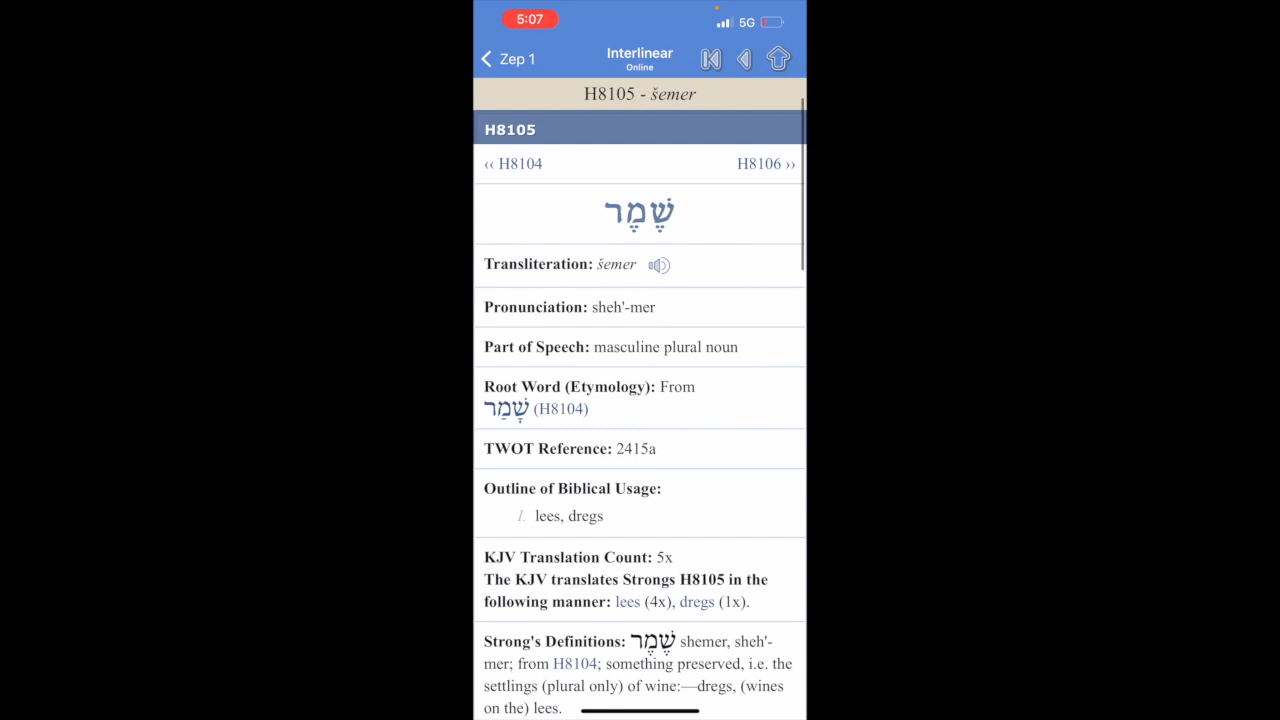 5:07 5G
Zep 1 Interlinear
Online
H8105 - šemer
H8105
‹‹ H8104 H8106 ››
שֶׁמֶר
Transliteration: šemer
Pronunciation: sheh'-mer
Part of Speech: masculine plural noun
Root Word (Etymology): From
שָׁמַר (H8104)
TWOT Reference: 2415a
Outline of Biblical Usage:
I. lees, dregs
KJV Translation Count: 5x
The KJV translates Strongs H8105 in the
following manner: lees (4x), dregs (1x).
Strong's Definitions: שֶׁמֶר shemer, sheh'-
mer; from H8104; something preserved, i.e. the
settlings (plural only) of wine:—dregs, (wines
on the) lees.